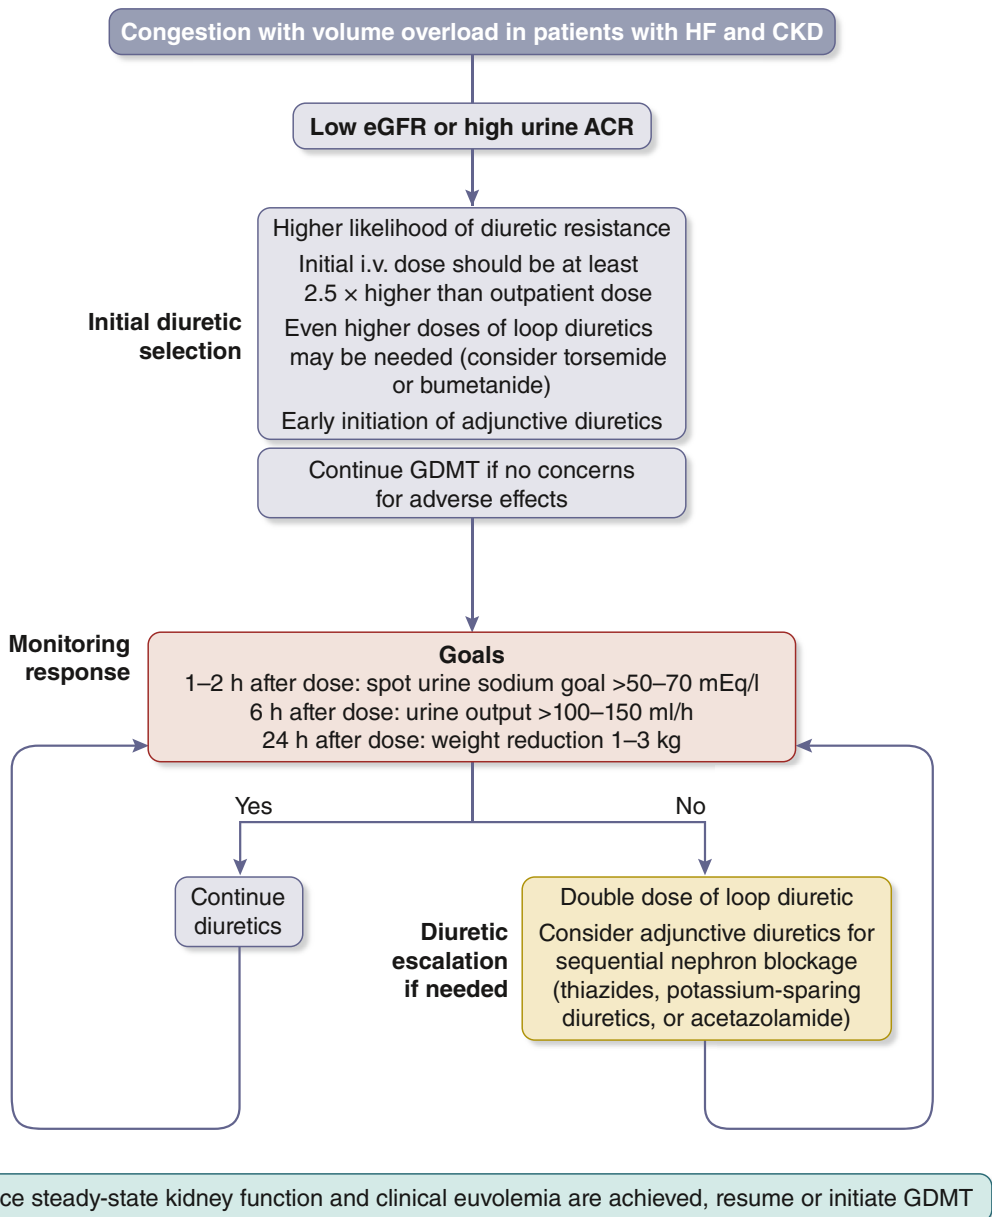 Congestion with volume overload in patients with HF and CKD
Low eGFR or high urine ACR
Initial diuretic
selection
Higher likelihood of diuretic resistance
Initial i.v. dose should be at least
2.5 × higher than outpatient dose
Even higher doses of loop diuretics
may be needed (consider torsemide
or bumetanide)
Early initiation of adjunctive diuretics
Continue GDMT if no concerns
for adverse effects
Monitoring
response
Goals
1–2 h after dose: spot urine sodium goal >50–70 mEq/l
6 h after dose: urine output >100–150 ml/h
24 h after dose: weight reduction 1–3 kg
Yes
No
Continue
diuretics
Diuretic
escalation
if needed
Double dose of loop diuretic
Consider adjunctive diuretics for
sequential nephron blockage
(thiazides, potassium-sparing
diuretics, or acetazolamide)
ce steady-state kidney function and clinical euvolemia are achieved, resume or initiate GDMT